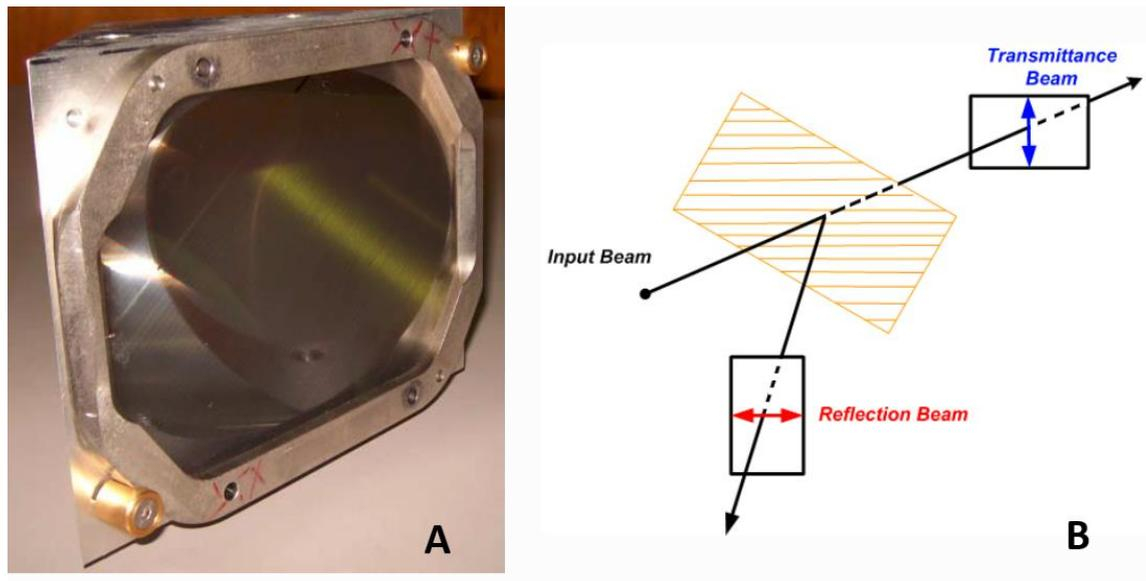 A
Transmittance
Beam
Input Beam
Reflection Beam
B